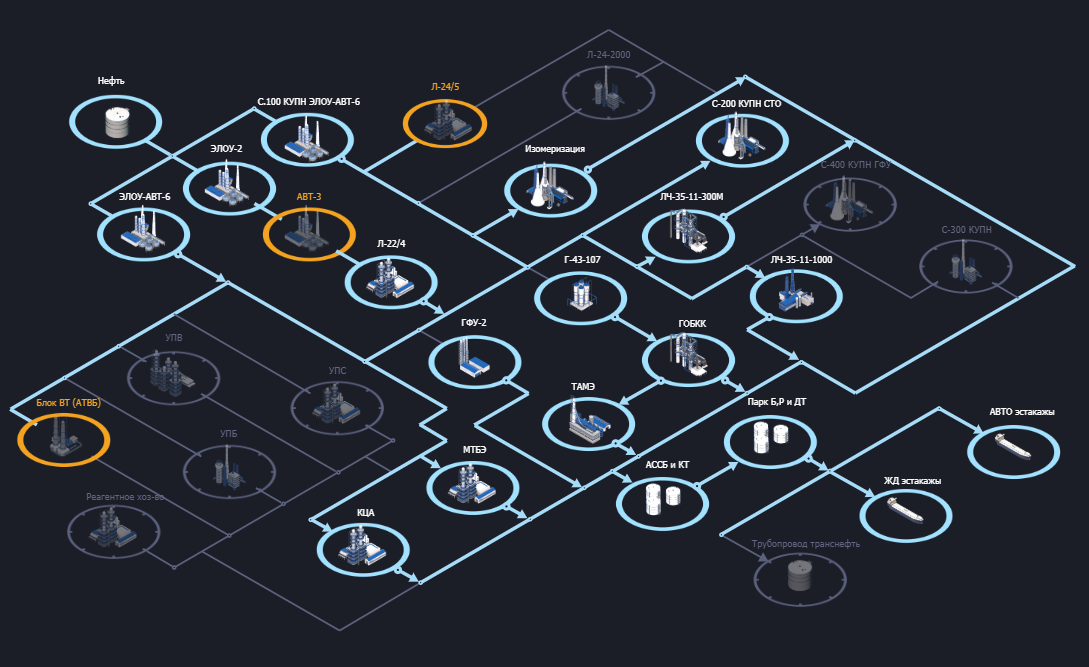 Л-24-2000
Нефть
Л-24/5
С.100 КУПН ЭЛОУ-АВТ-6
С-200 КУПН СТО
ЭЛОУ-2
Изомеризация
С-400 КУПН ГФУ
ЭЛОУ-АВТ-6
АВТ-3
ЛЧ-35-11-300М
С-300 КУПН
Л-22/4
Г-43-107
ЛЧ-35-11-1000
ГФУ-2
ГОБКК
УПВ
УПС
ТАМЭ
Блок ВТ (АТВБ)
Парк Б,Р и ДТ
АВТО эстакажы
УПБ
МТБЭ
АССБ и КТ
ЖД эстакажы
Реагентное хоз-во
КЦА
Трубопровод транснефть